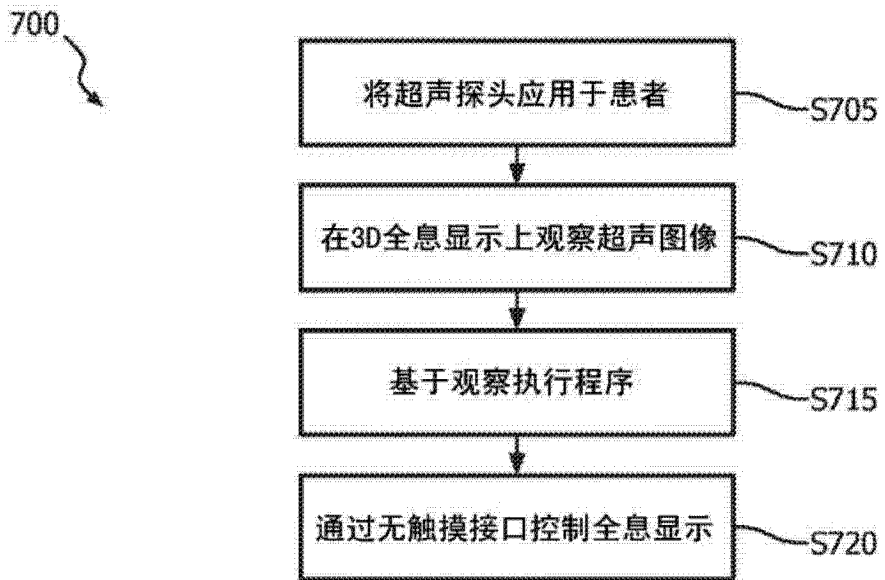 700
将超声探头应用于患者
S705
在3D全息显示上观察超声图像
S710
基于观察执行程序
S715
通过无触摸接口控制全息显示
S720